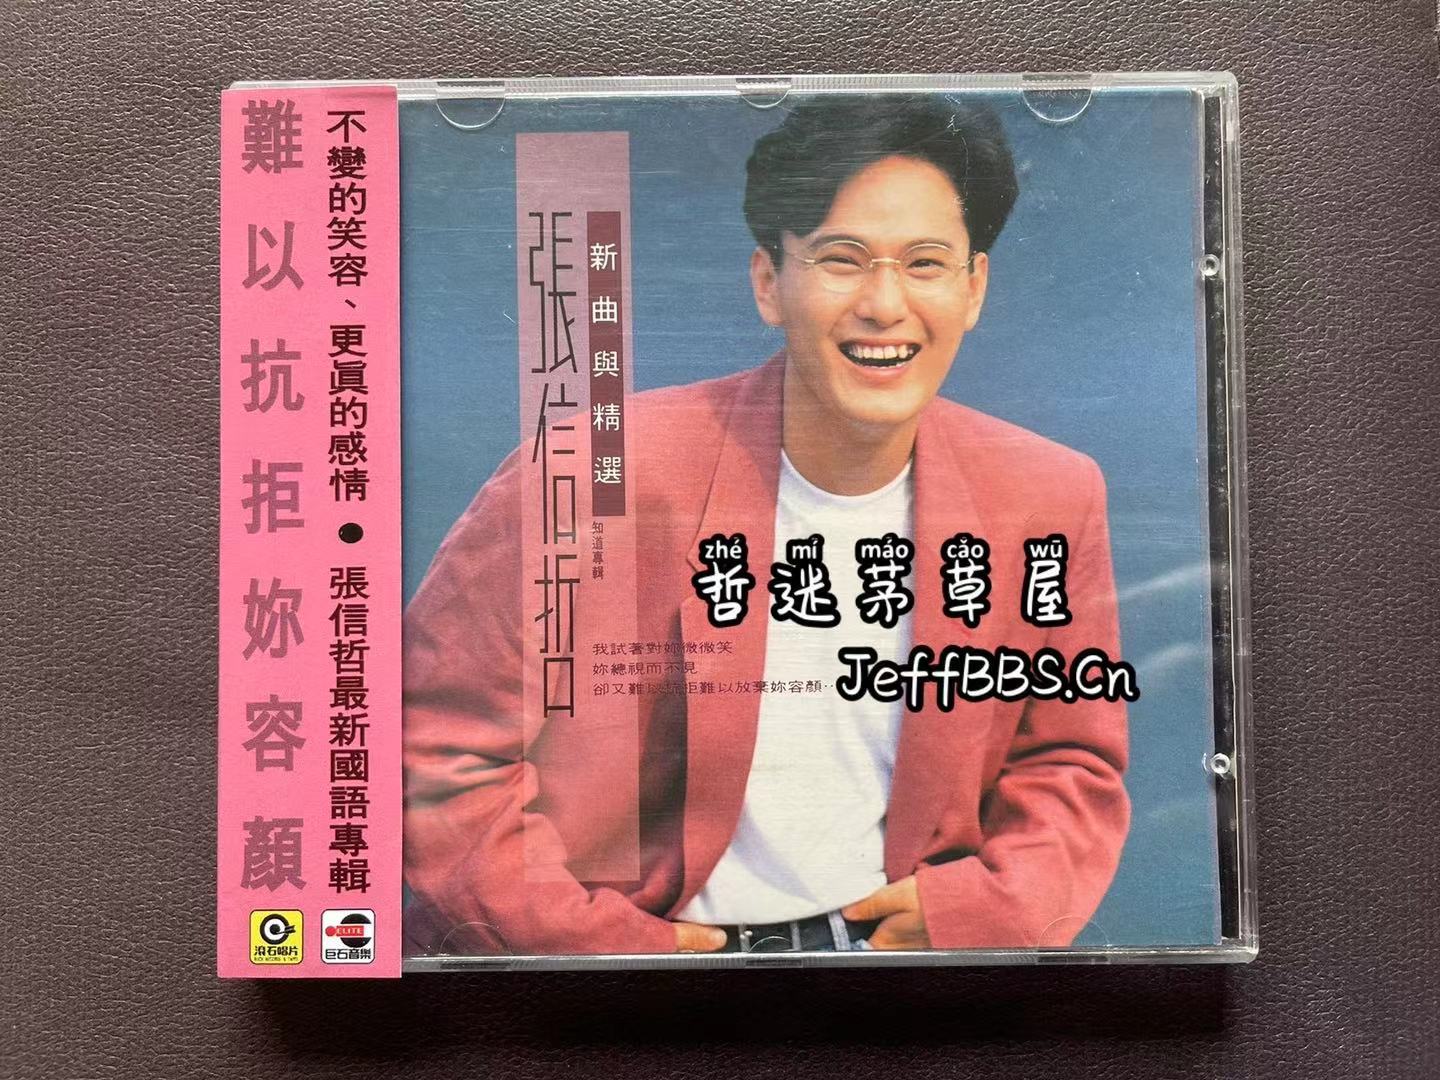 難以抗拒妳容顏
不變的笑容、更眞的感情●張信哲最新國語專輯
滾石唱片
ROCK RECORDS & TAPES
ELITE
巨石音樂
張信哲
新曲與精選
知道專輯
我試著對妳微微笑
妳總視而不見
卻又難以抗拒難以放棄妳容顏‥
zhé mí máo cǎo wū
哲迷茅草屋
JeffBBS.Cn